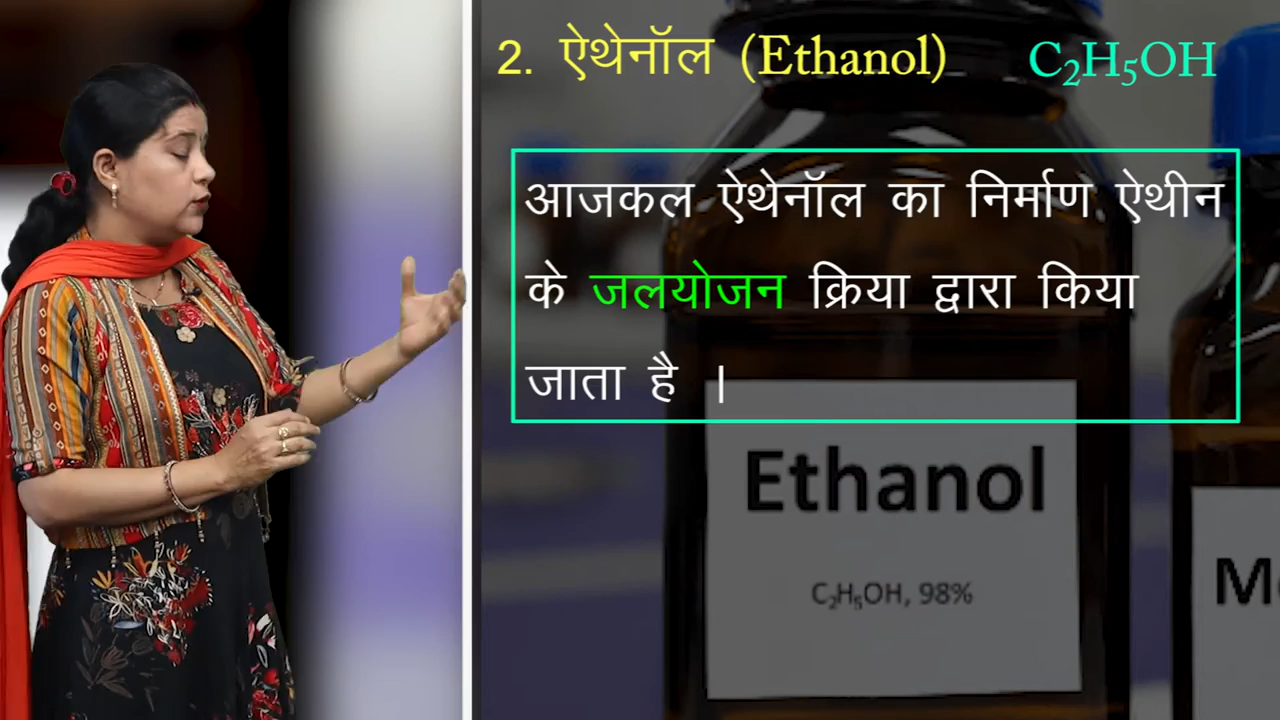 2. ऐथेनॉल (Ethanol) C₂H₅OH
आजकल ऐथेनॉल का निर्माण ऐथीन
के जलयोजन क्रिया द्वारा किया
जाता है ।
Ethanol
C₂H₅OH, 98%